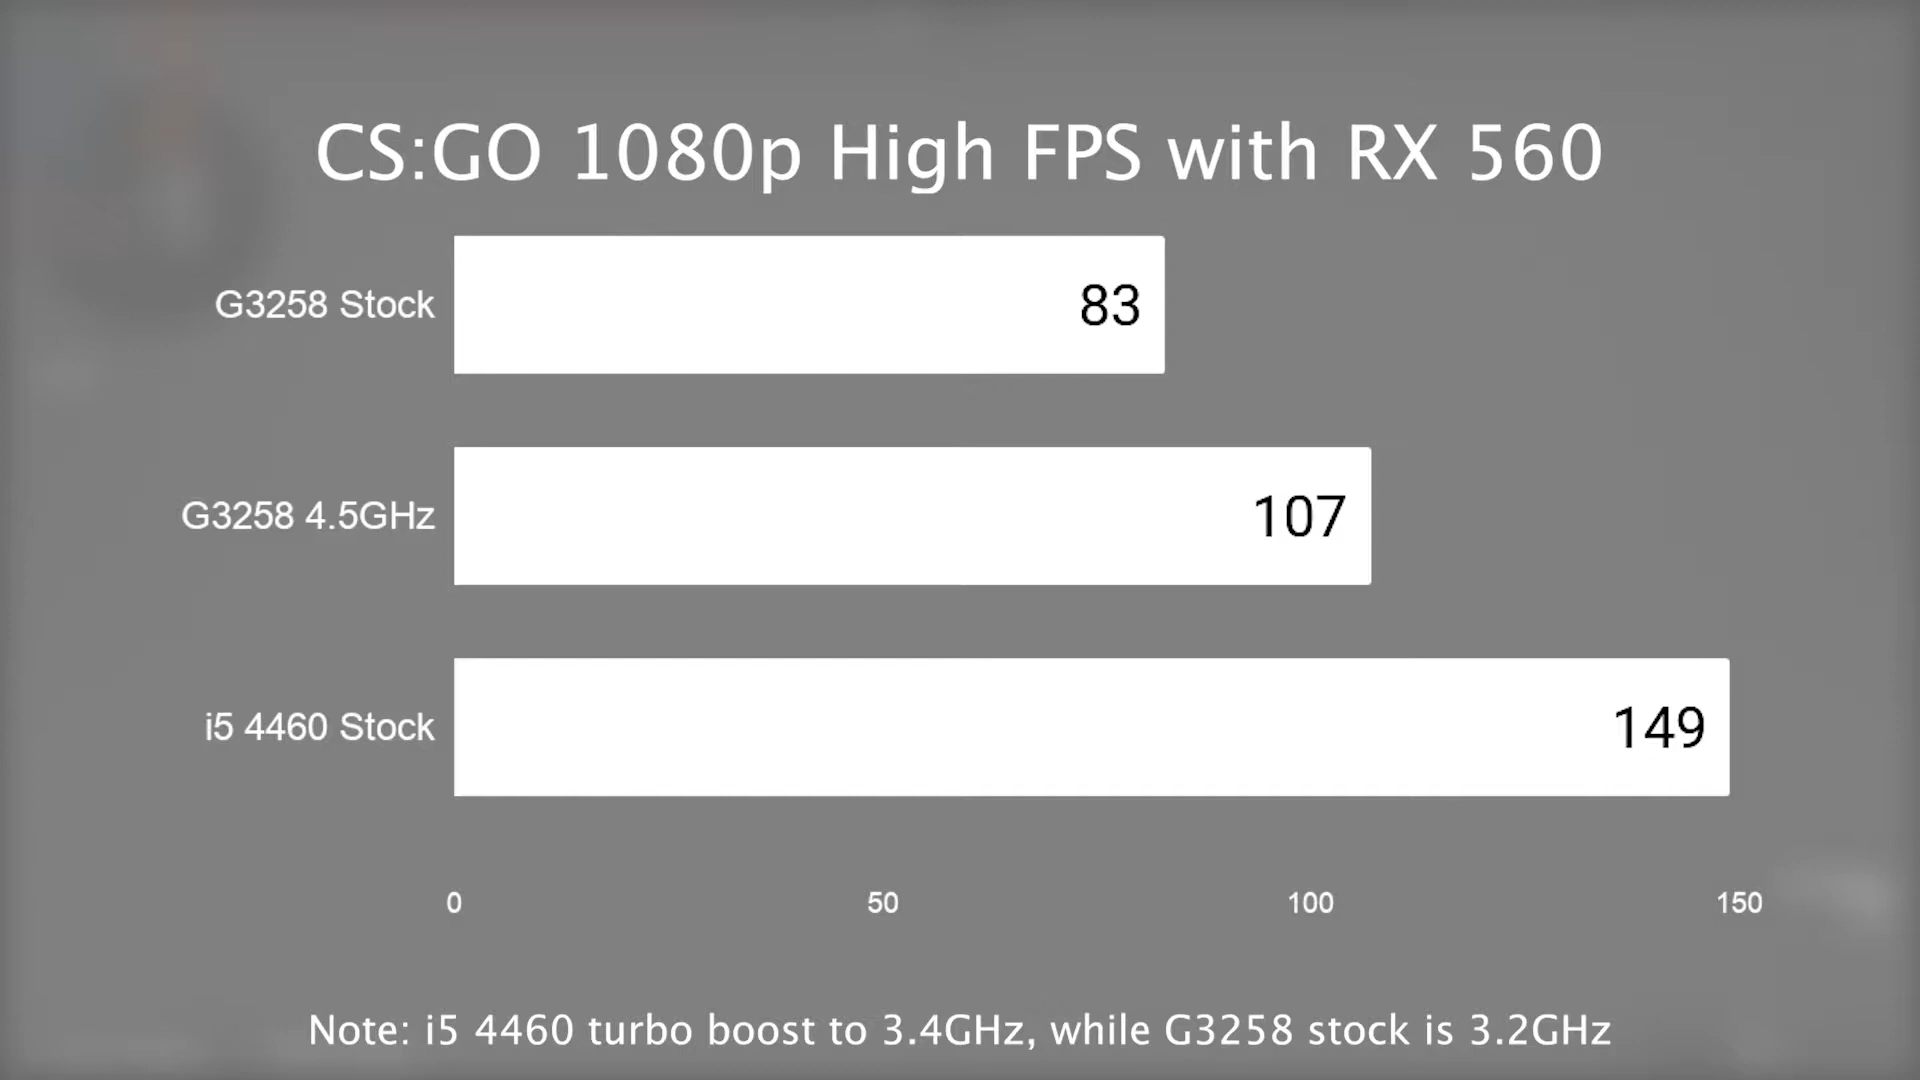 CS:GO 1080p High FPS with RX 560
G3258 Stock
83
G3258 4.5GHz
107
i5 4460 Stock
149
0 50 100 150
Note: i5 4460 turbo boost to 3.4GHz, while G3258 stock is 3.2GHz